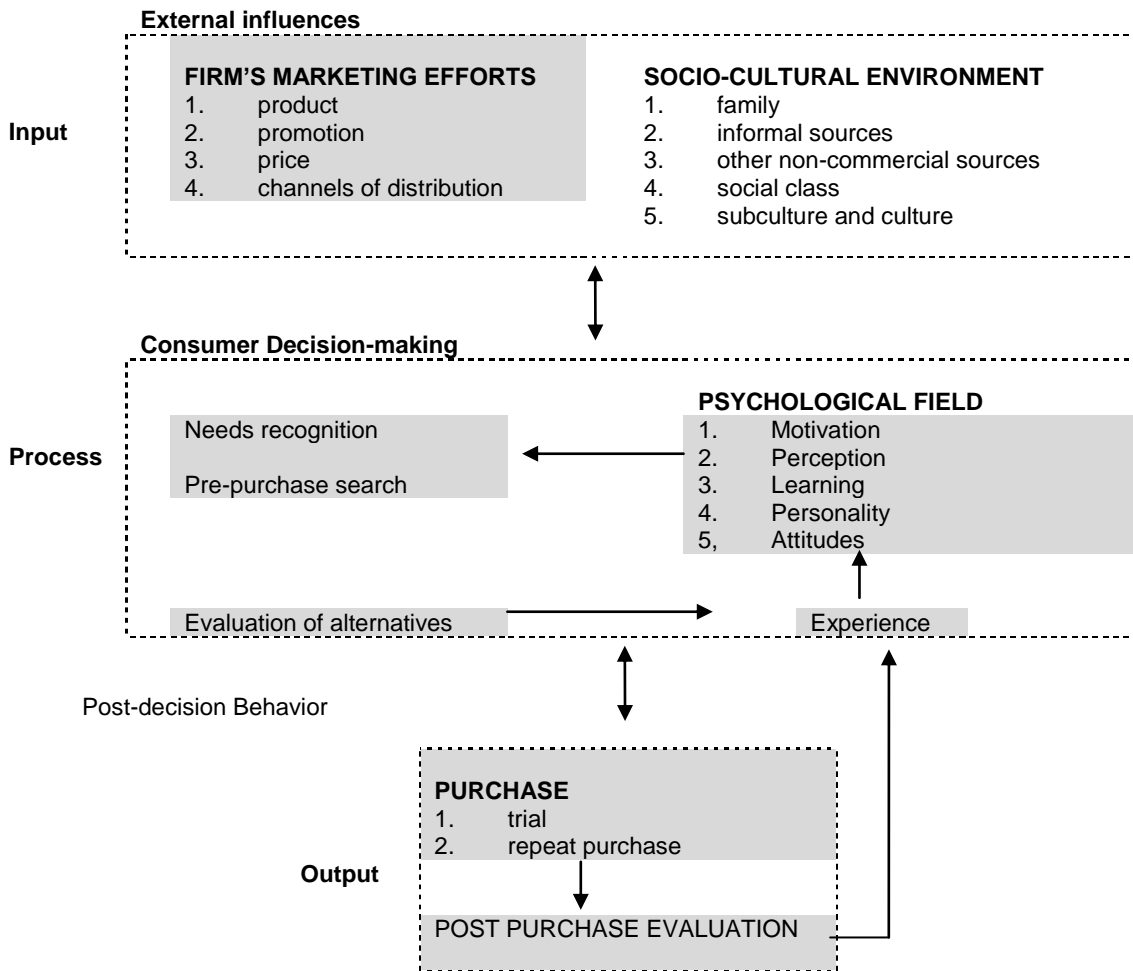 External influences
FIRM’S MARKETING EFFORTS
1. product
2. promotion
3. price
4. channels of distribution
SOCIO-CULTURAL ENVIRONMENT
1. family
2. informal sources
3. other non-commercial sources
4. social class
5. subculture and culture
Input
Consumer Decision-making
Process
Needs recognition
Pre-purchase search
PSYCHOLOGICAL FIELD
1. Motivation
2. Perception
3. Learning
4. Personality
5, Attitudes
Evaluation of alternatives
Experience
Post-decision Behavior
PURCHASE
1. trial
2. repeat purchase
Output
POST PURCHASE EVALUATION